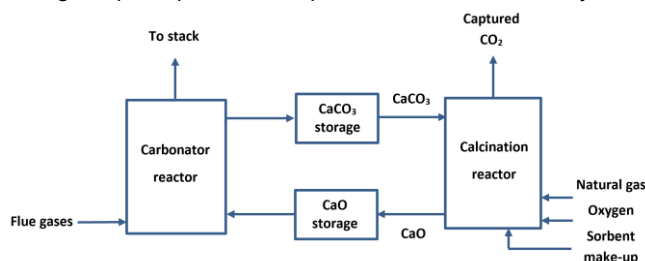 To stack
Captured
CO₂
CaCO₃
storage
CaCO₃
Carbonator
reactor
Calcination
reactor
Natural gas
Oxygen
Flue gases
CaO
storage
CaO
Sorbent
make-up